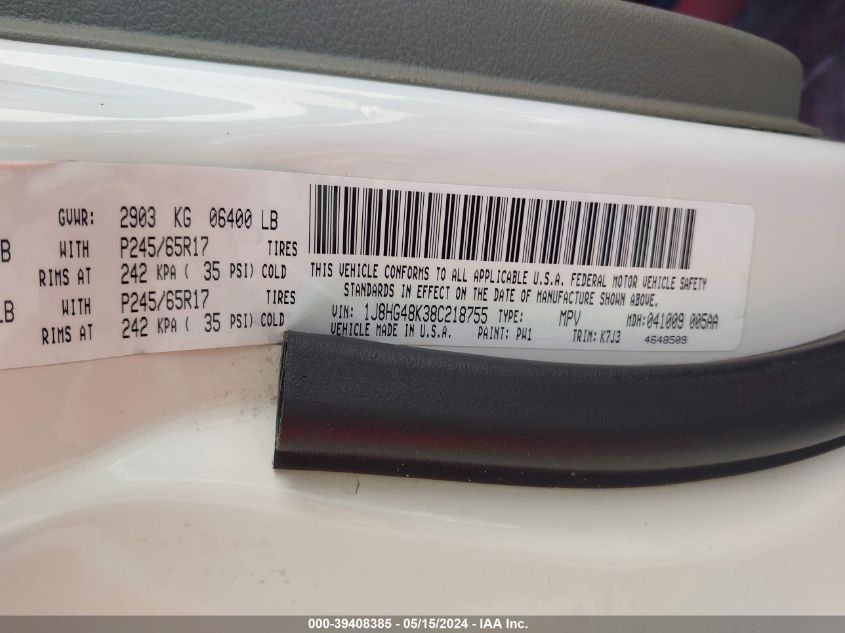 GVWR: 2903 KG 06400 LB
B WITH P245/65R17 TIRES
RIMS AT 242 KPA ( 35 PSI) COLD
LB WITH P245/65R17 TIRES
RIMS AT 242 KPA ( 35 PSI) COLD
THIS VEHICLE CONFORMS TO ALL APPLICABLE U.S.A. FEDERAL MOTOR VEHICLE SAFETY
STANDARDS IN EFFECT ON THE DATE OF MANUFACTURE SHOWN ABOVE.
VIN: 1J8HG48K38C218755 TYPE: MPV MDH:041009 005AA
VEHICLE MADE IN U.S.A. PAINT: PW1 TRIM: K7J3 4648509
000-39408385 - 05/15/2024 - IAA Inc.